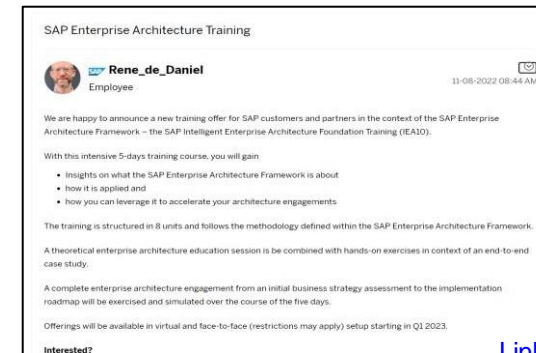 SAP Enterprise Architecture Training
SAP Rene_de_Daniel
Employee
11-08-2022 08:44 AM
We are happy to announce a new training offer for SAP customers and partners in the context of the SAP Enterprise
Architecture Framework – the SAP Intelligent Enterprise Architecture Foundation Training (IEA10).
With this intensive 5-days training course, you will gain
• Insights on what the SAP Enterprise Architecture Framework is about
• how it is applied and
• how you can leverage it to accelerate your architecture engagements
The training is structured in 8 units and follows the methodology defined within the SAP Enterprise Architecture Framework.
A theoretical enterprise architecture education session is be combined with hands-on exercises in context of an end-to-end
case study.
A complete enterprise architecture engagement from an initial business strategy assessment to the implementation
roadmap will be exercised and simulated over the course of the five days.
Offerings will be available in virtual and face-to-face (restrictions may apply) setup starting in Q1 2023.
Interested?